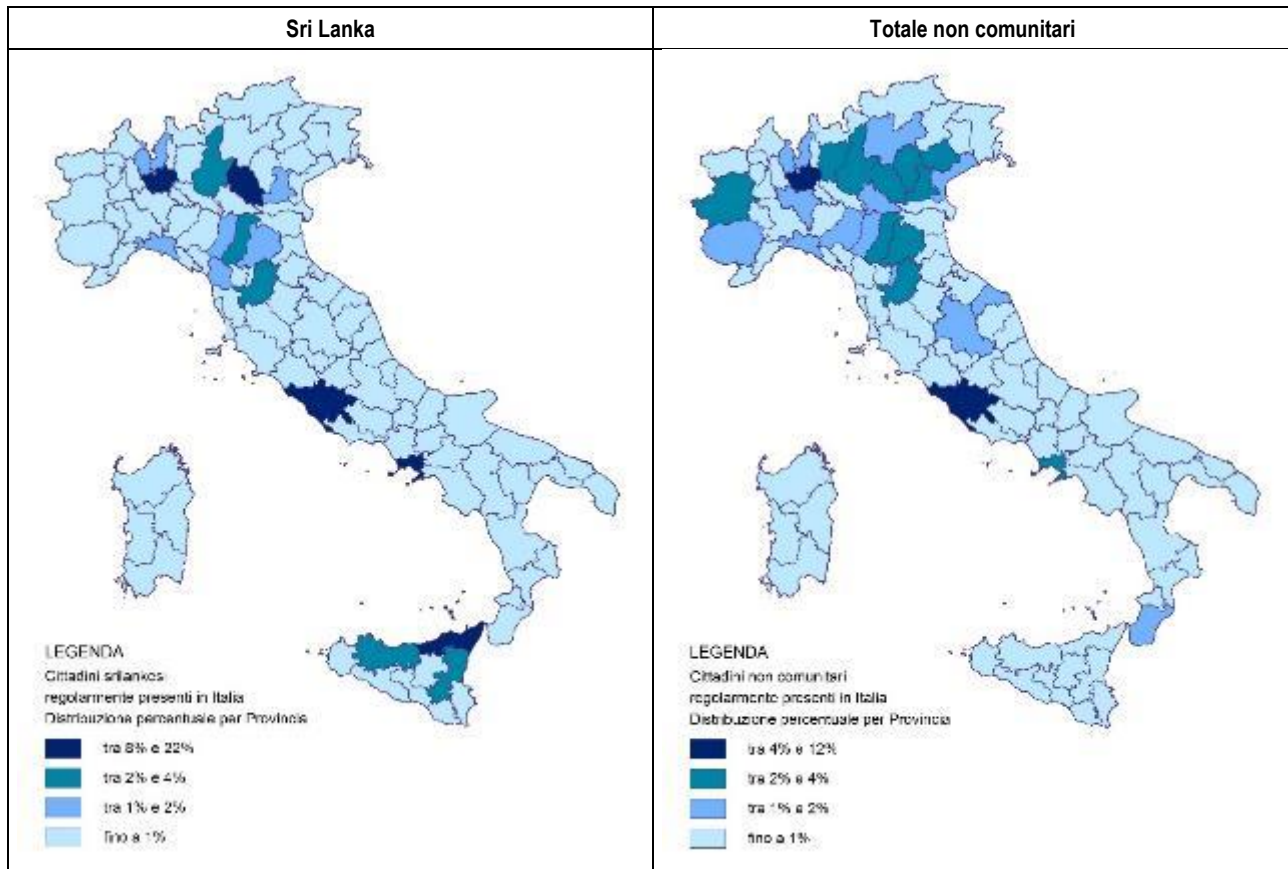 Sri Lanka
Totale non comunitari
LEGENDA
Cittadini srilankes
regolarmente presenti in Italia
Distribuzione percentuale per Provincia
tra 8% e 22%
tra 2% e 4%
tra 1% e 2%
fino a 1%
LEGENDA
Cittadini non comunitari
regolarmente presenti in Italia
Distribuzione percentuale per Provincia
tra 4% e 12%
tra 2% e 4%
tra 1% e 2%
fino a 1%